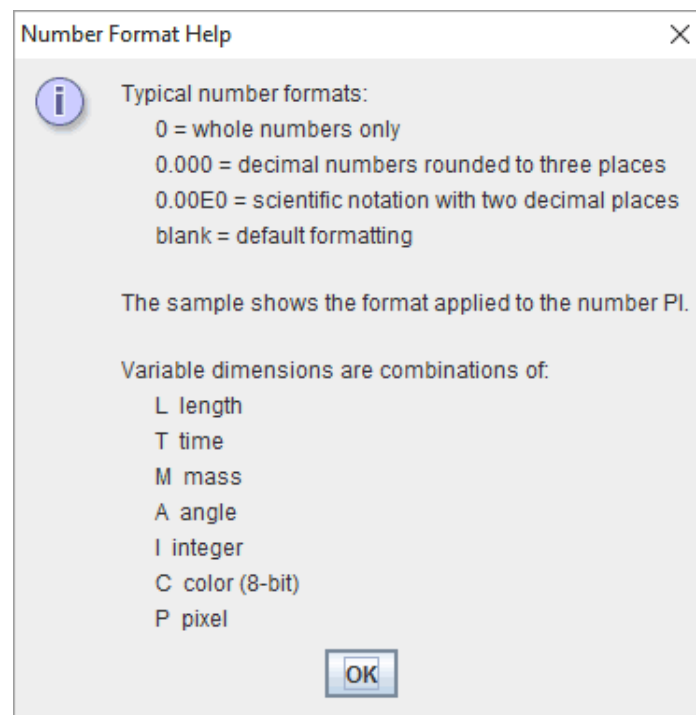 Number Format Help
Typical number formats:
0 = whole numbers only
0.000 = decimal numbers rounded to three places
0.00E0 = scientific notation with two decimal places
blank = default formatting
The sample shows the format applied to the number PI.
Variable dimensions are combinations of:
L length
T time
M mass
A angle
I integer
C color (8-bit)
P pixel
OK